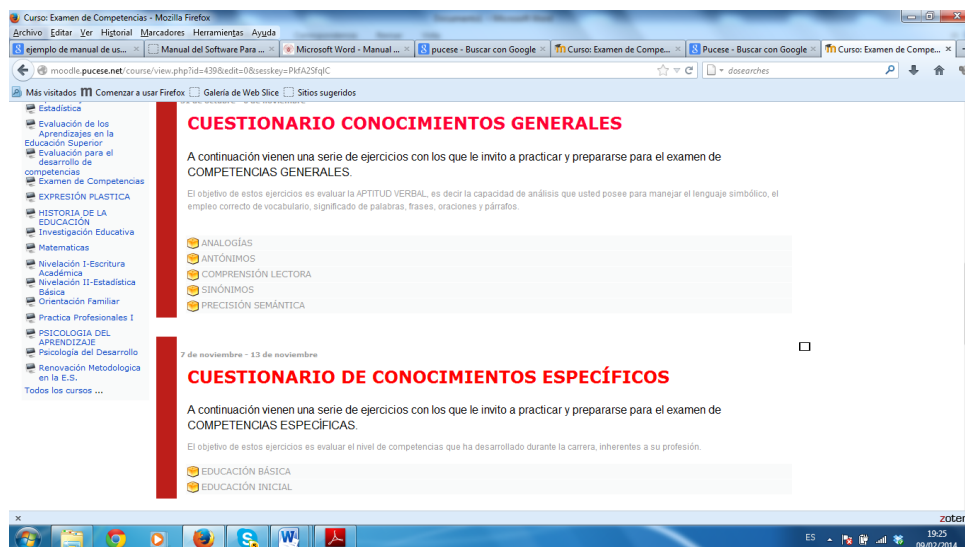 Curso: Examen de Competencias - Mozilla Firefox
Archivo Editar Ver Historial Marcadores Herramientas Ayuda
ejemplo de manual de us... Manual del Software Para ... Microsoft Word - Manual ... pucese - Buscar con Google Curso: Examen de Compe... Pucese - Buscar con Google Curso: Examen de Compe...
moodle.pucese.net/course/view.php?id=439&edit=0&sesskey=PkfA2SfqIC dosearches
Más visitados Comenzar a usar Firefox Galería de Web Slice Sitios sugeridos
Estadística
Evaluación de los
Aprendizajes en la
Educación Superior
Evaluación para el
desarrollo de
competencias
Examen de Competencias
EXPRESIÓN PLASTICA
HISTORIA DE LA
EDUCACIÓN
Investigación Educativa
Matematicas
Nivelación I-Escritura
Académica
Nivelación II-Estadística
Básica
Orientación Familiar
Practica Profesionales I
PSICOLOGIA DEL
APRENDIZAJE
Psicología del Desarrollo
Renovación Metodologica
en la E.S.
Todos los cursos ...
CUESTIONARIO CONOCIMIENTOS GENERALES
A continuación vienen una serie de ejercicios con los que le invito a practicar y prepararse para el examen de
COMPETENCIAS GENERALES.
El objetivo de estos ejercicios es evaluar la APTITUD VERBAL, es decir la capacidad de análisis que usted posee para manejar el lenguaje simbólico, el
empleo correcto de vocabulario, significado de palabras, frases, oraciones y párrafos.
ANALOGÍAS
ANTÓNIMOS
COMPRENSIÓN LECTORA
SINÓNIMOS
PRECISIÓN SEMÁNTICA
7 de noviembre - 13 de noviembre
CUESTIONARIO DE CONOCIMIENTOS ESPECÍFICOS
A continuación vienen una serie de ejercicios con los que le invito a practicar y prepararse para el examen de
COMPETENCIAS ESPECÍFICAS.
El objetivo de estos ejercicios es evaluar el nivel de competencias que ha desarrollado durante la carrera, inherentes a su profesión.
EDUCACIÓN BÁSICA
EDUCACIÓN INICIAL
zoter
ES 19:25
09/02/2014